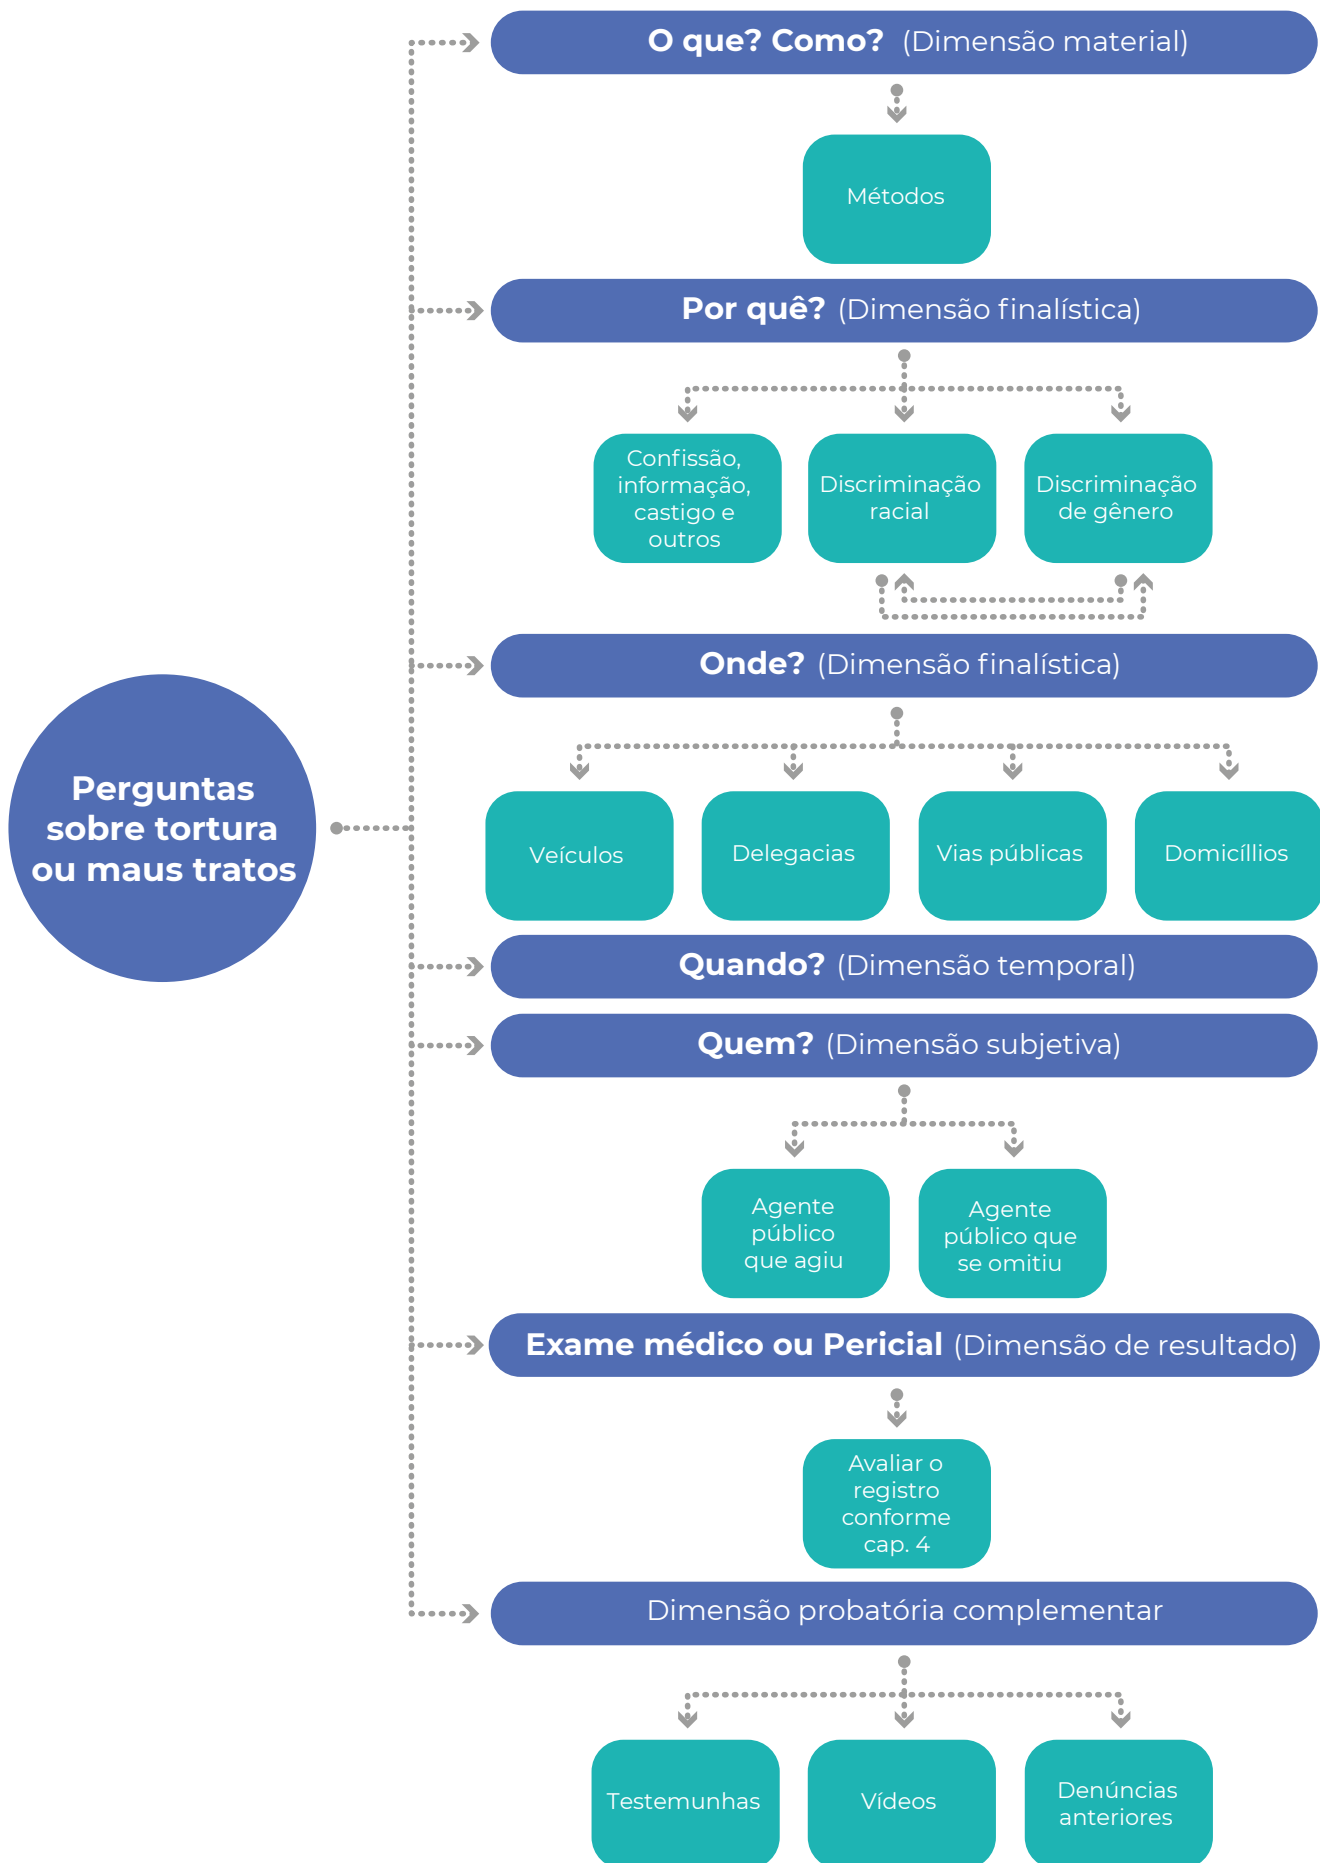 O que? Como? (Dimensão material)
Métodos
Por quê? (Dimensão finalística)
Confissão,
informação,
castigo e
outros
Discriminação
racial
Discriminação
de gênero
Onde? (Dimensão finalística)
Perguntas
sobre tortura
ou maus tratos
Veículos
Delegacias
Vias públicas
Domicíllios
Quando? (Dimensão temporal)
Quem? (Dimensão subjetiva)
Agente
público
que agiu
Agente
público que
se omitiu
Exame médico ou Pericial (Dimensão de resultado)
Avaliar o
registro
conforme
cap. 4
Dimensão probatória complementar
Testemunhas
Vídeos
Denúncias
anteriores